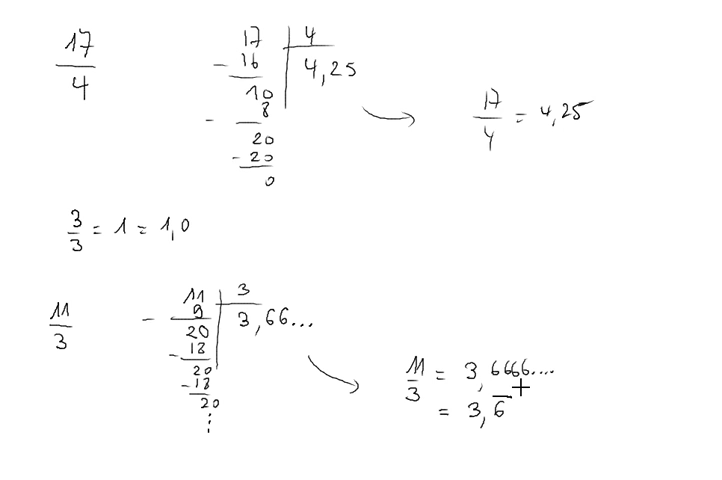 17/4
17 | 4
- 16 | 4,25
10
- 8
20
- 20
0
17/4 = 4,25
3/3 = 1 = 1,0
11/3
11 | 3
- 9 | 3,66...
20
- 18
20
- 18
20
⋮
11/3 = 3,6666....
= 3,6̅